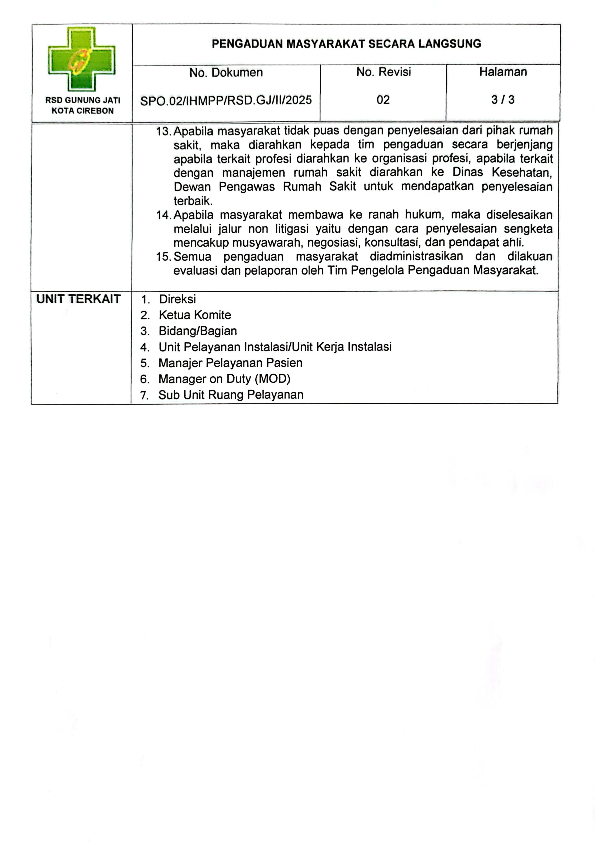 PENGADUAN MASYARAKAT SECARA LANGSUNG
RSD GUNUNG JATI
KOTA CIREBON
No. Dokumen
SPO.02/IHMPP/RSD.GJ/II/2025
No. Revisi
02
Halaman
3 / 3
13. Apabila masyarakat tidak puas dengan penyelesaian dari pihak rumah
sakit, maka diarahkan kepada tim pengaduan secara berjenjang
apabila terkait profesi diarahkan ke organisasi profesi, apabila terkait
dengan manajemen rumah sakit diarahkan ke Dinas Kesehatan,
Dewan Pengawas Rumah Sakit untuk mendapatkan penyelesaian
terbaik.
14. Apabila masyarakat membawa ke ranah hukum, maka diselesaikan
melalui jalur non litigasi yaitu dengan cara penyelesaian sengketa
mencakup musyawarah, negosiasi, konsultasi, dan pendapat ahli.
15. Semua pengaduan masyarakat diadministrasikan dan dilakuan
evaluasi dan pelaporan oleh Tim Pengelola Pengaduan Masyarakat.
UNIT TERKAIT
1. Direksi
2. Ketua Komite
3. Bidang/Bagian
4. Unit Pelayanan Instalasi/Unit Kerja Instalasi
5. Manajer Pelayanan Pasien
6. Manager on Duty (MOD)
7. Sub Unit Ruang Pelayanan